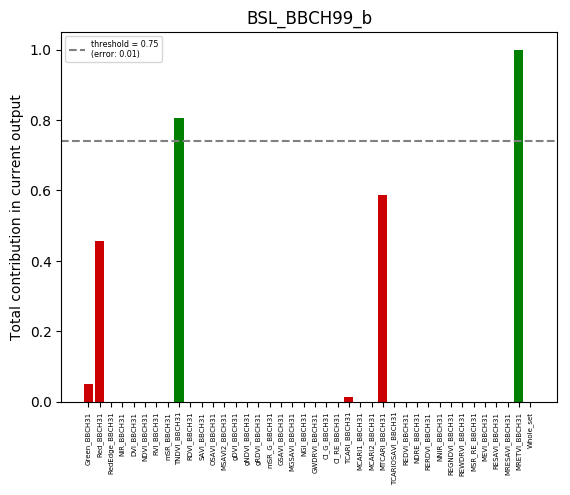 BSL_BBCH99_b
threshold = 0.75
(error: 0.01)
Total contribution in current output
1.0
0.8
0.6
0.4
0.2
0.0
Green_BBCH31
Red_BBCH31
RedEdge_BBCH31
NIR_BBCH31
DVI_BBCH31
NDVI_BBCH31
RVI_BBCH31
mSR_BBCH31
TNDVI_BBCH31
RDVI_BBCH31
SAVI_BBCH31
OSAVI_BBCH31
MSAVI2_BBCH31
gDVI_BBCH31
gNDVI_BBCH31
gRDVI_BBCH31
mSR_G_BBCH31
GSAVI_BBCH31
MGSAVI_BBCH31
NGI_BBCH31
GWDRVI_BBCH31
CI_G_BBCH31
CI_RE_BBCH31
TCARI_BBCH31
MCARI1_BBCH31
MCARI2_BBCH31
MTCARI_BBCH31
TCARIOSAVI_BBCH31
REDVI_BBCH31
NDRE_BBCH31
RERDVI_BBCH31
NNIR_BBCH31
REGNDVI_BBCH31
REWDRVI_BBCH31
MSR_RE_BBCH31
MEVI_BBCH31
RESAVI_BBCH31
MRESAVI_BBCH31
MRETVI_BBCH31
Whole_set